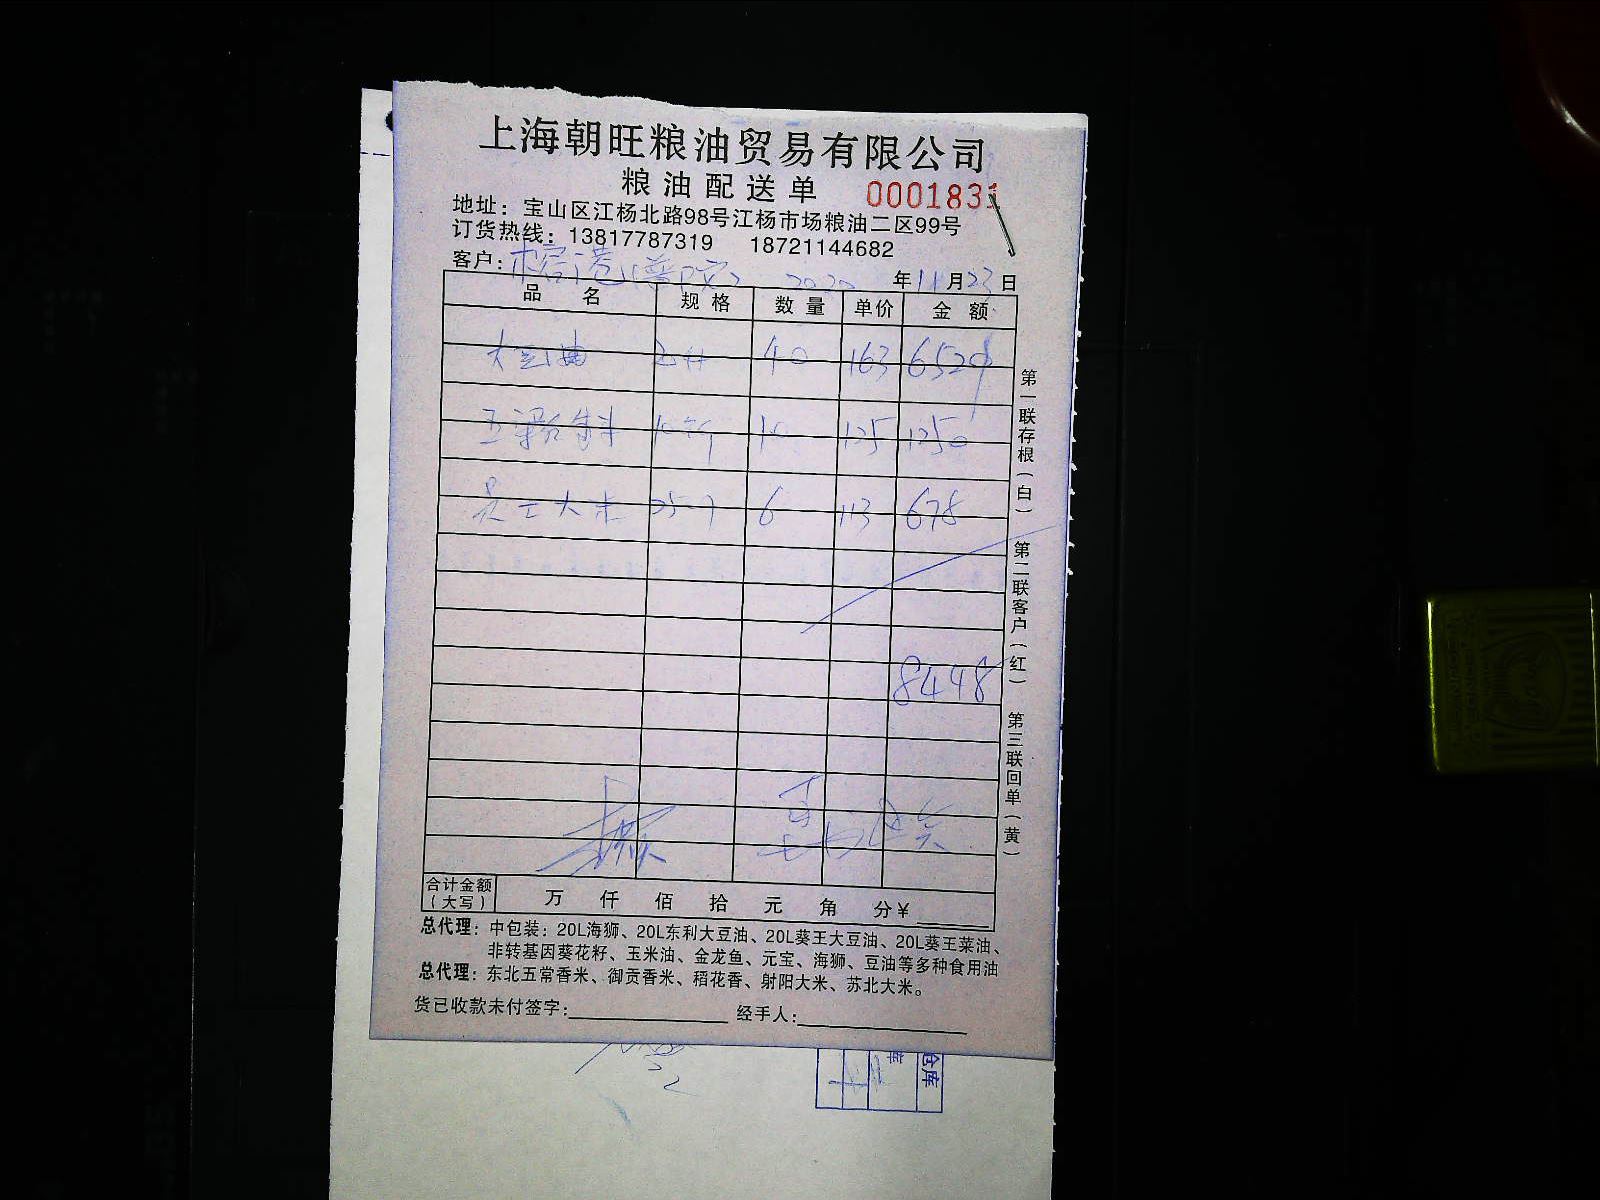 上海朝旺粮油贸易有限公司
粮油配送单 0001831
地址：宝山区江杨北路98号江杨市场粮油二区99号
订货热线：13817787319 18721144682
客户： 2020 年11月23日
品 名 规 格 数 量 单价 金 额
大豆油 40 163 6520
10 125 1250
大米 6 113 678
8448
合计金额（大写） 万 仟 佰 拾 元 角 分￥
总代理：中包装：20L海狮、20L东利大豆油、20L葵王大豆油、20L葵王菜油、
非转基因葵花籽、玉米油、金龙鱼、元宝、海狮、豆油等多种食用油
总代理：东北五常香米、御贡香米、稻花香、射阳大米、苏北大米。
货已收款未付签字： 经手人：
第一联存根（白）
第二联客户（红）
第三联回单（黄）
仓库